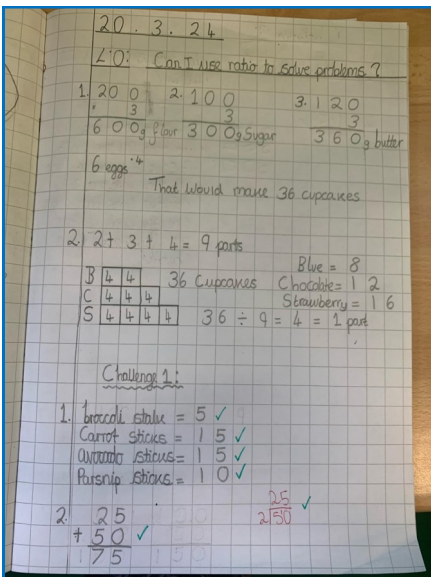 20.3.24
L:O: Can I use ratio to solve problems?
1. 200 2. 100 3. 120
3 3 3
600g flour 300g Sugar 360g butter
6 eggs
That would make 36 cupcakes
2. 2 + 3 + 4 = 9 parts
Blue = 8
B 4 4 36 Cupcakes Chocolate = 12
C 4 4 4 Strawberry = 16
S 4 4 4 4 36 ÷ 9 = 4 = 1 part
Challenge 1:
1. broccoli stalk = 5 ✓
Carrot sticks = 15 ✓
avocado sticks = 15 ✓
Parsnip sticks = 10 ✓
2. 25
+ 50 ✓
75
25 ✓
2)50